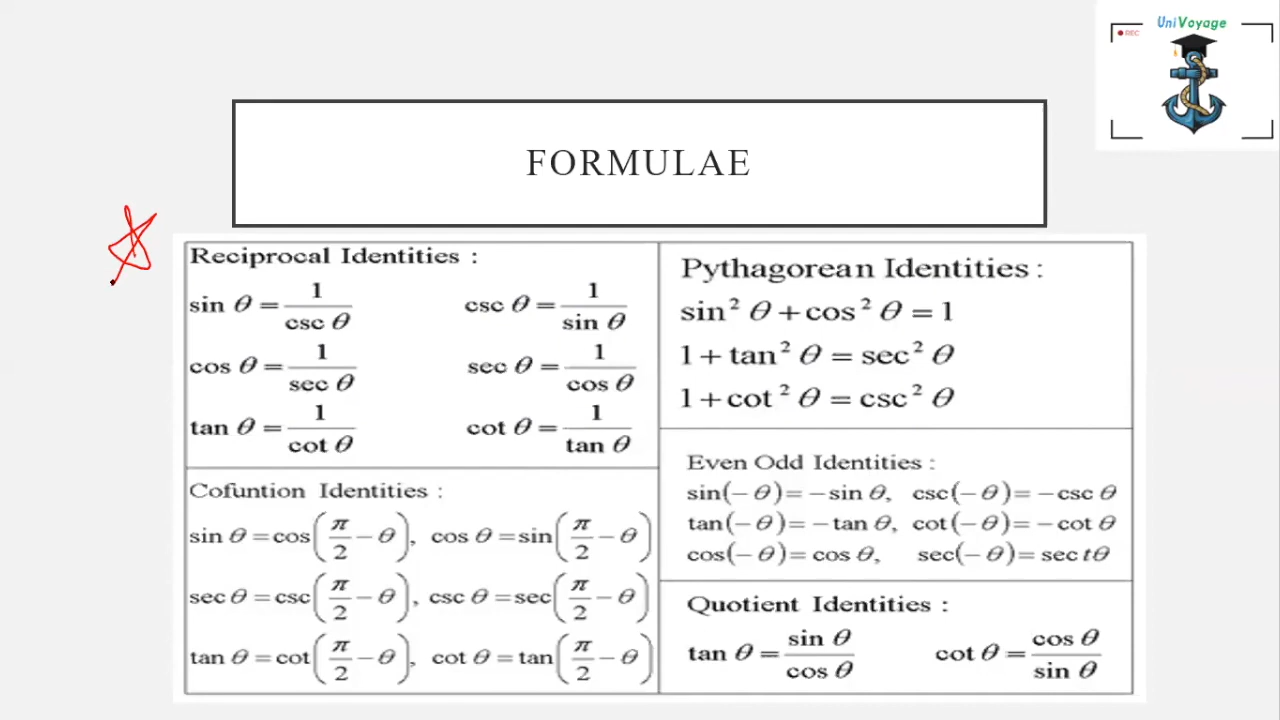 UniVoyage
REC
FORMULAE
Reciprocal Identities :
sin θ = 1/csc θ    csc θ = 1/sin θ
cos θ = 1/sec θ    sec θ = 1/cos θ
tan θ = 1/cot θ    cot θ = 1/tan θ
Cofuntion Identities :
sin θ = cos(π/2 − θ), cos θ = sin(π/2 − θ)
sec θ = csc(π/2 − θ), csc θ = sec(π/2 − θ)
tan θ = cot(π/2 − θ), cot θ = tan(π/2 − θ)
Pythagorean Identities :
sin² θ + cos² θ = 1
1 + tan² θ = sec² θ
1 + cot² θ = csc² θ
Even Odd Identities :
sin(− θ) = − sin θ, csc(− θ) = − csc θ
tan(− θ) = − tan θ, cot(− θ) = − cot θ
cos(− θ) = cos θ, sec(− θ) = sec tθ
Quotient Identities :
tan θ = sin θ/cos θ    cot θ = cos θ/sin θ